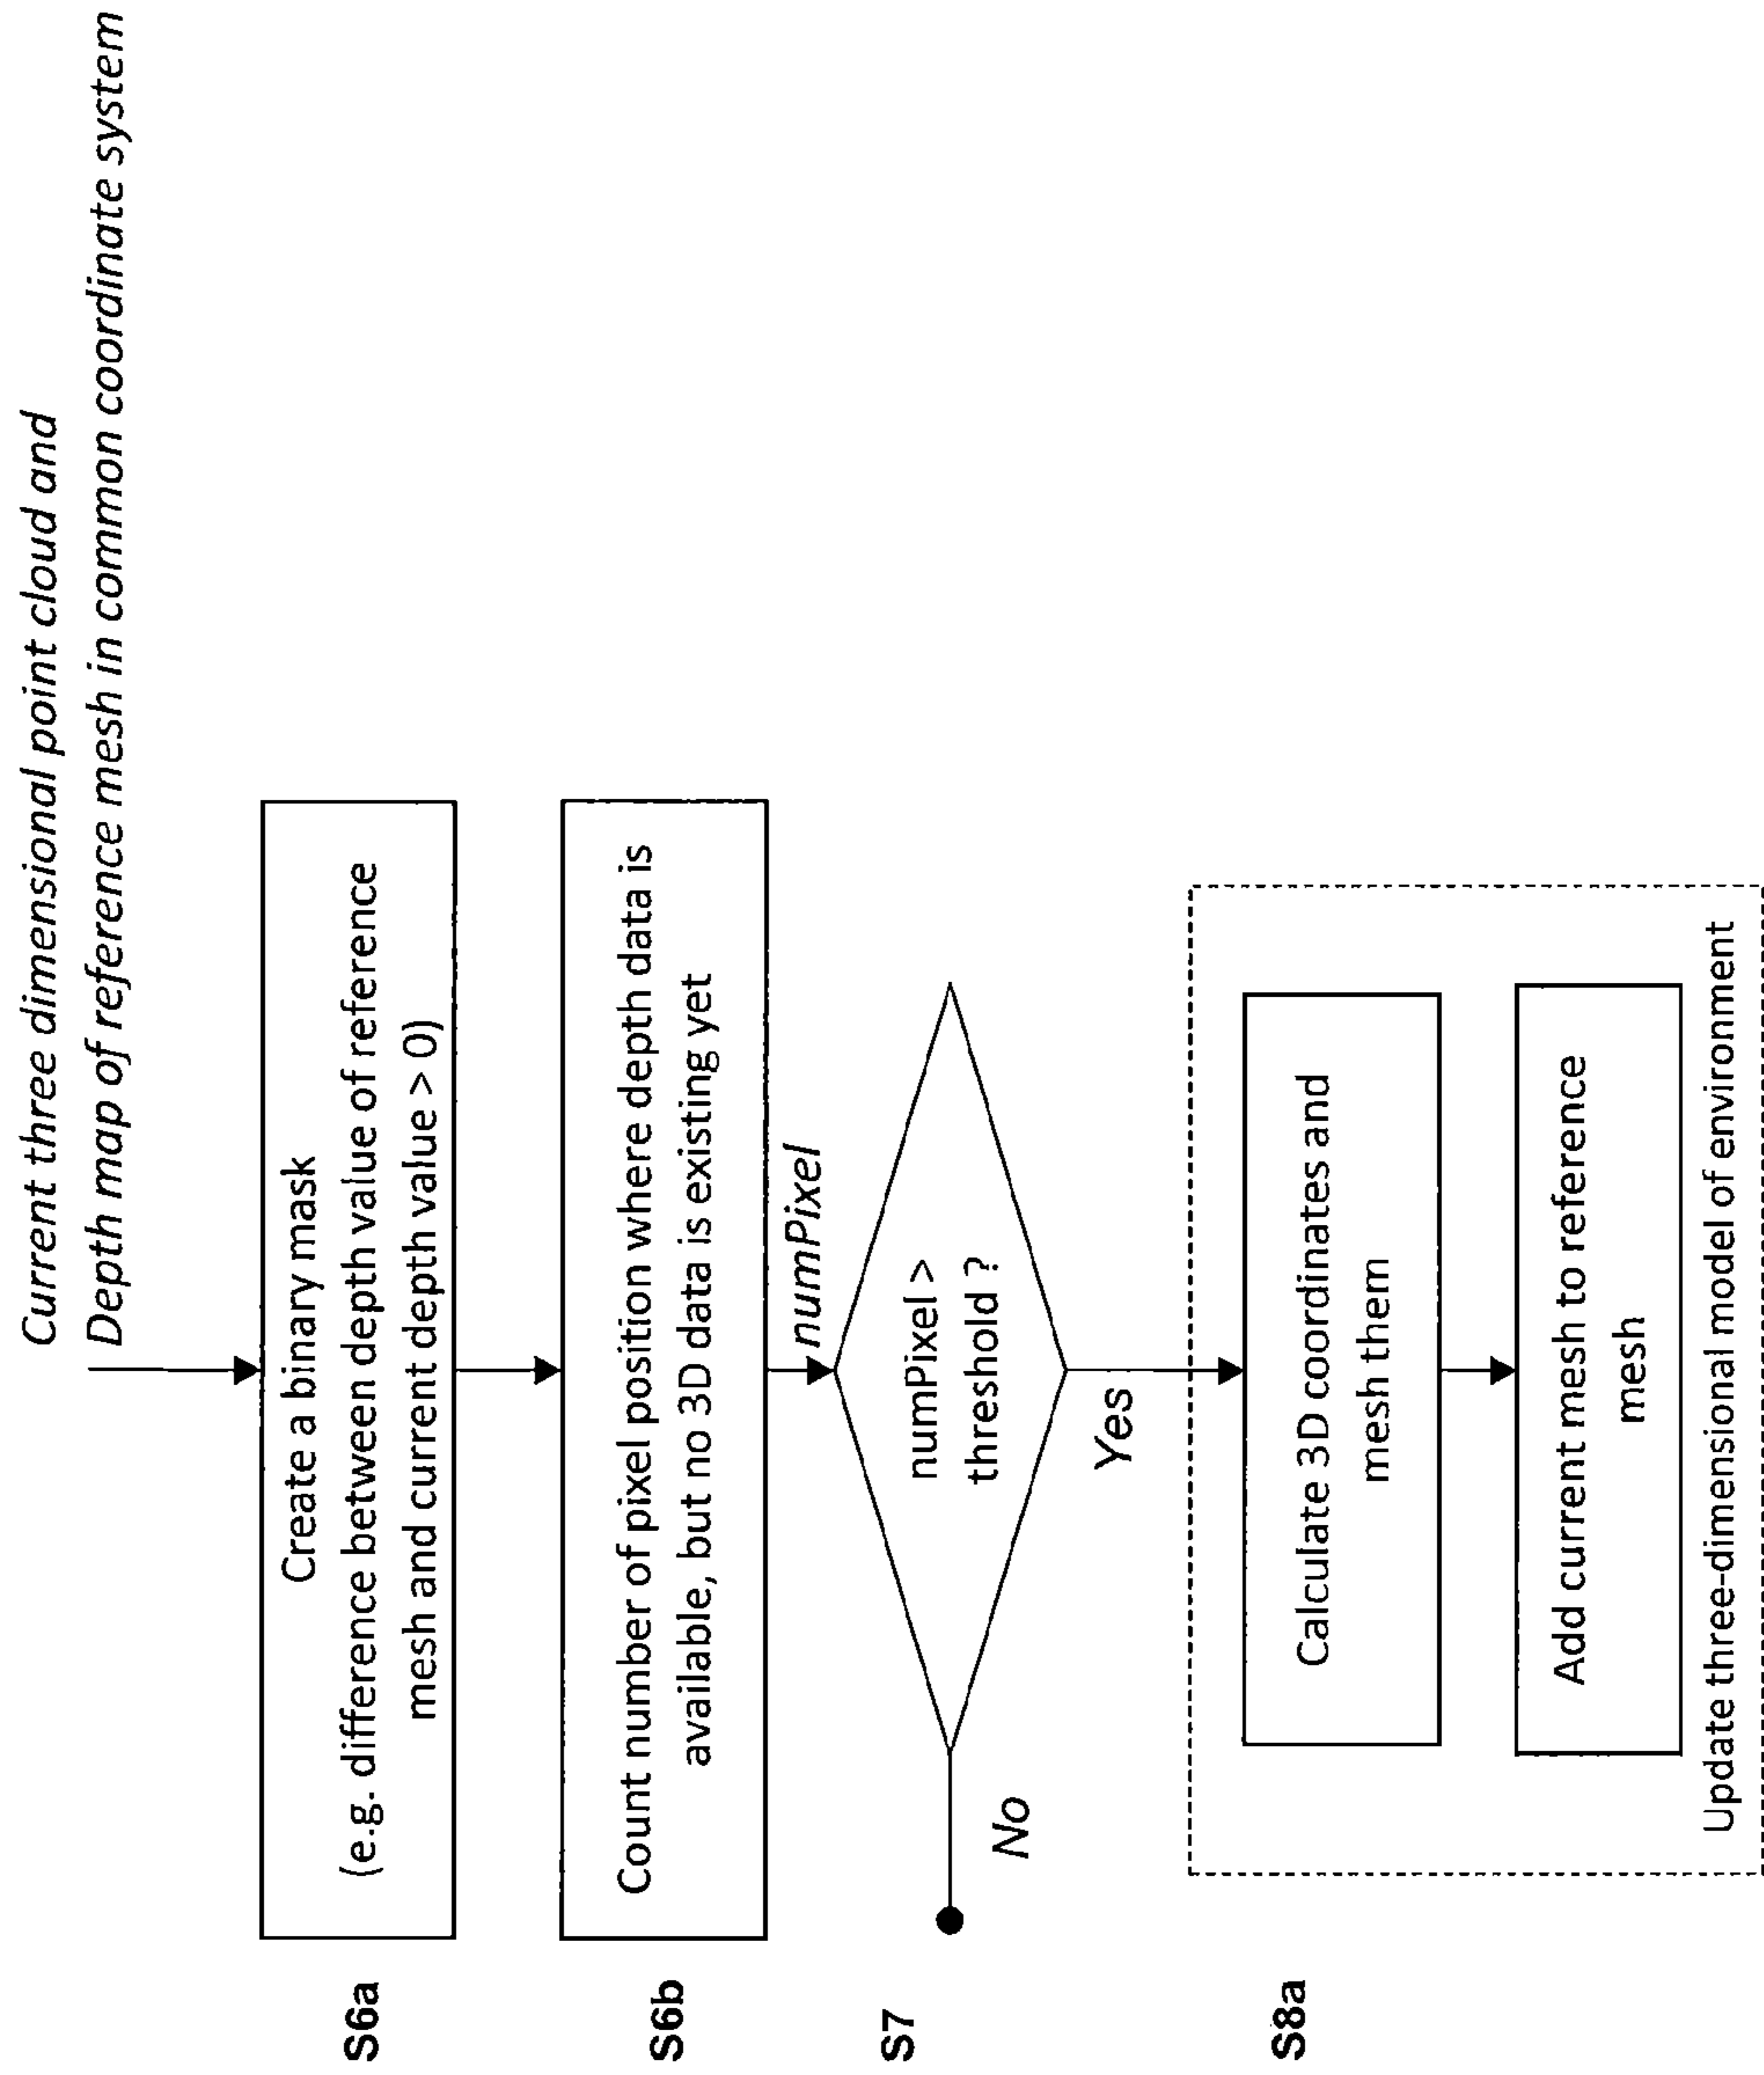 Current three dimensional point cloud and
Depth map of reference mesh in common coordinate system
S6a
Create a binary mask
(e.g. difference between depth value of reference
mesh and current depth value > 0)
S6b
Count number of pixel position where depth data is
available, but no 3D data is existing yet
numPixel
S7
numPixel >
threshold ?
No
Yes
S8a
Calculate 3D coordinates and
mesh them
Add current mesh to reference
mesh
Update three-dimensional model of environment